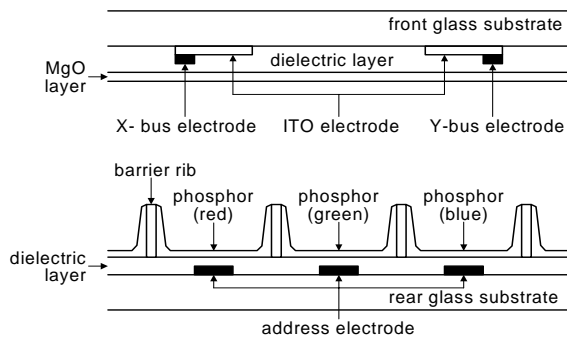 front glass substrate
dielectric layer
MgO
layer
X- bus electrode
ITO electrode
Y-bus electrode
barrier rib
phosphor
(red)
phosphor
(green)
phosphor
(blue)
dielectric
layer
rear glass substrate
address electrode